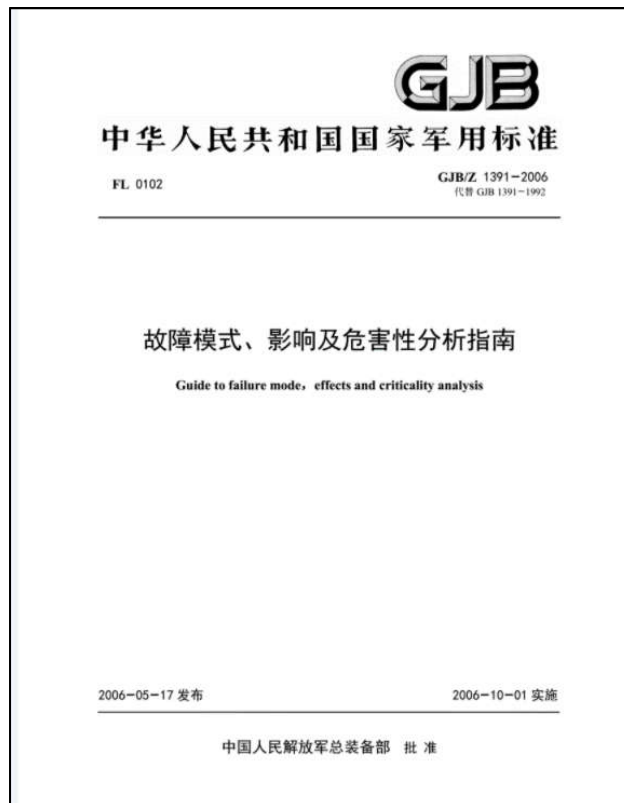 GJB
中华人民共和国国家军用标准
FL 0102
GJB/Z 1391-2006
代替 GJB 1391-1992
故障模式、影响及危害性分析指南
Guide to failure mode，effects and criticality analysis
2006-05-17 发布
2006-10-01 实施
中国人民解放军总装备部 批 准